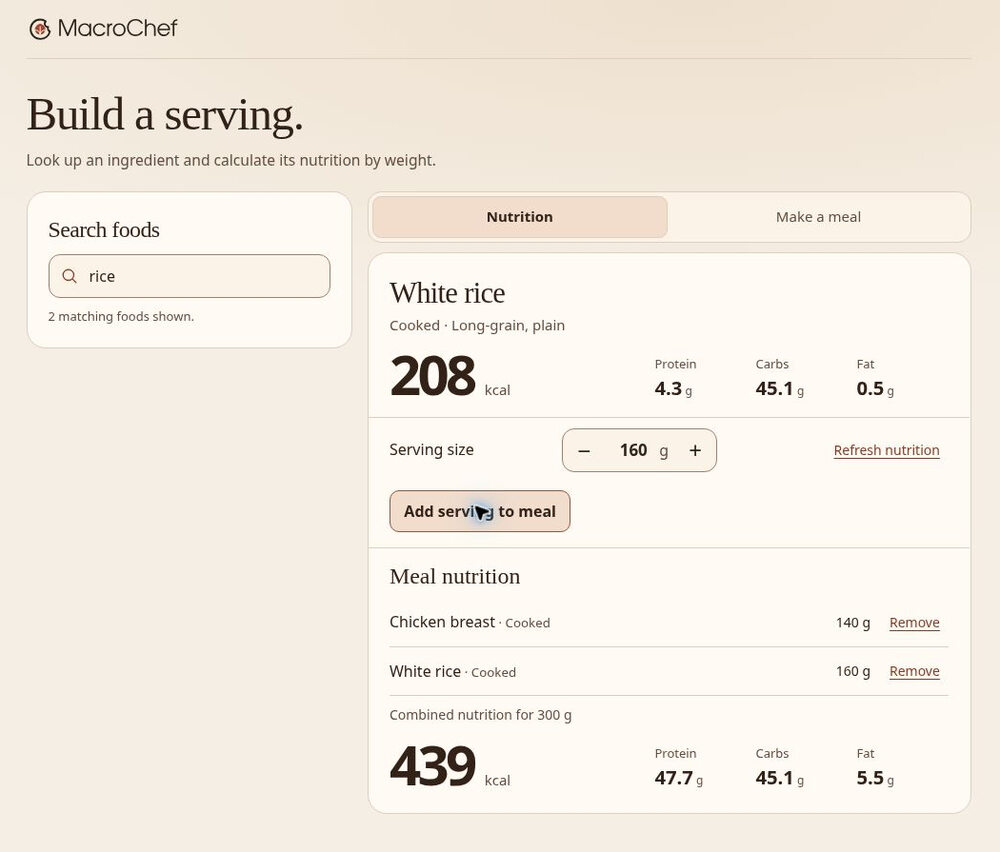 MacroChef
Build a serving.
Look up an ingredient and calculate its nutrition by weight.
Search foods
rice
2 matching foods shown.
Nutrition
Make a meal
White rice
Cooked · Long-grain, plain
208 kcal
Protein Carbs Fat
4.3 g 45.1 g 0.5 g
Serving size − 160 g + Refresh nutrition
Add serving to meal
Meal nutrition
Chicken breast · Cooked 140 g Remove
White rice · Cooked 160 g Remove
Combined nutrition for 300 g
439 kcal
Protein Carbs Fat
47.7 g 45.1 g 5.5 g